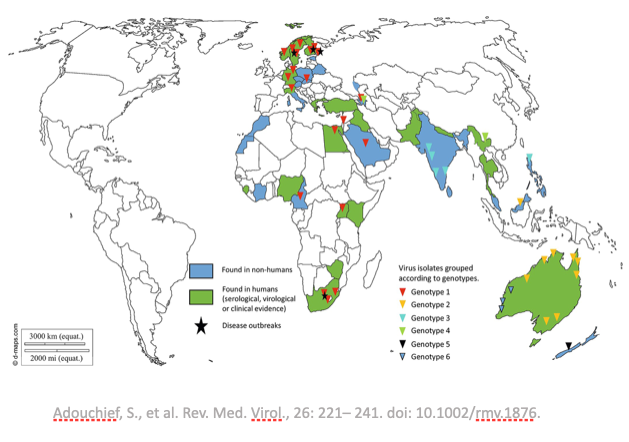 Found in non-humans
Found in humans
(serological, virological
or clinical evidence)
Disease outbreaks
Virus isolates grouped
according to genotypes.
Genotype 1
Genotype 2
Genotype 3
Genotype 4
Genotype 5
Genotype 6
© d-maps.com
3000 km (equat.)
2000 mi (equat.)
Adouchief, S., et al. Rev. Med. Virol., 26: 221– 241. doi: 10.1002/rmv.1876.